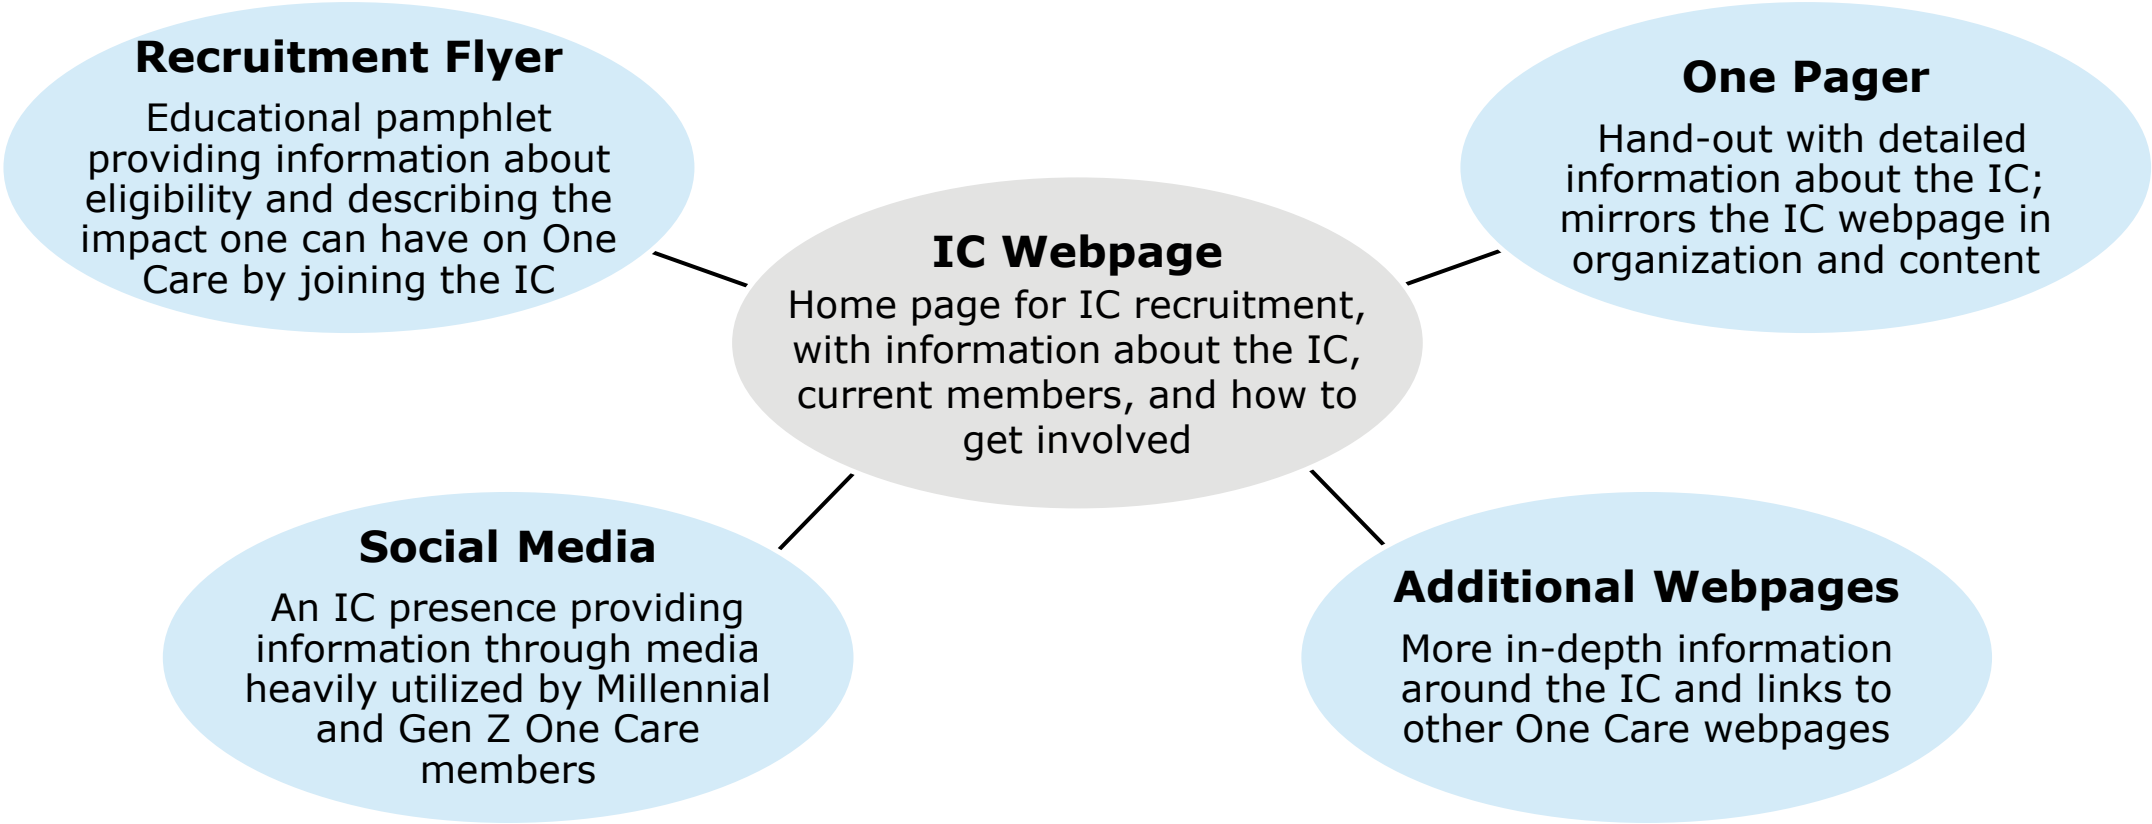 Recruitment Flyer
Educational pamphlet
providing information about
eligibility and describing the
impact one can have on One
Care by joining the IC
One Pager
Hand-out with detailed
information about the IC;
mirrors the IC webpage in
organization and content
IC Webpage
Home page for IC recruitment,
with information about the IC,
current members, and how to
get involved
Social Media
An IC presence providing
information through media
heavily utilized by Millennial
and Gen Z One Care
members
Additional Webpages
More in-depth information
around the IC and links to
other One Care webpages